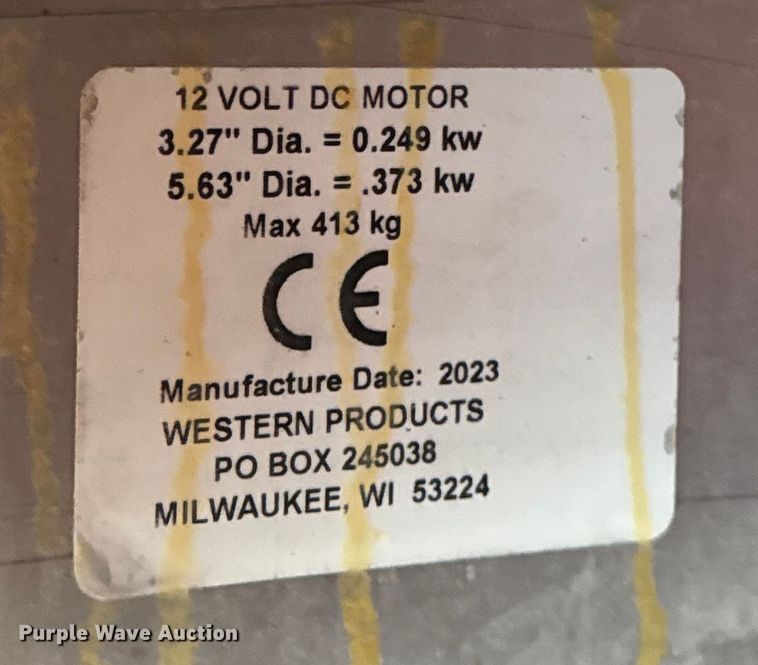 12 VOLT DC MOTOR
3.27" Dia. = 0.249 kw
5.63" Dia. = .373 kw
Max 413 kg
CE
Manufacture Date: 2023
WESTERN PRODUCTS
PO BOX 245038
MILWAUKEE, WI 53224
Purple Wave Auction